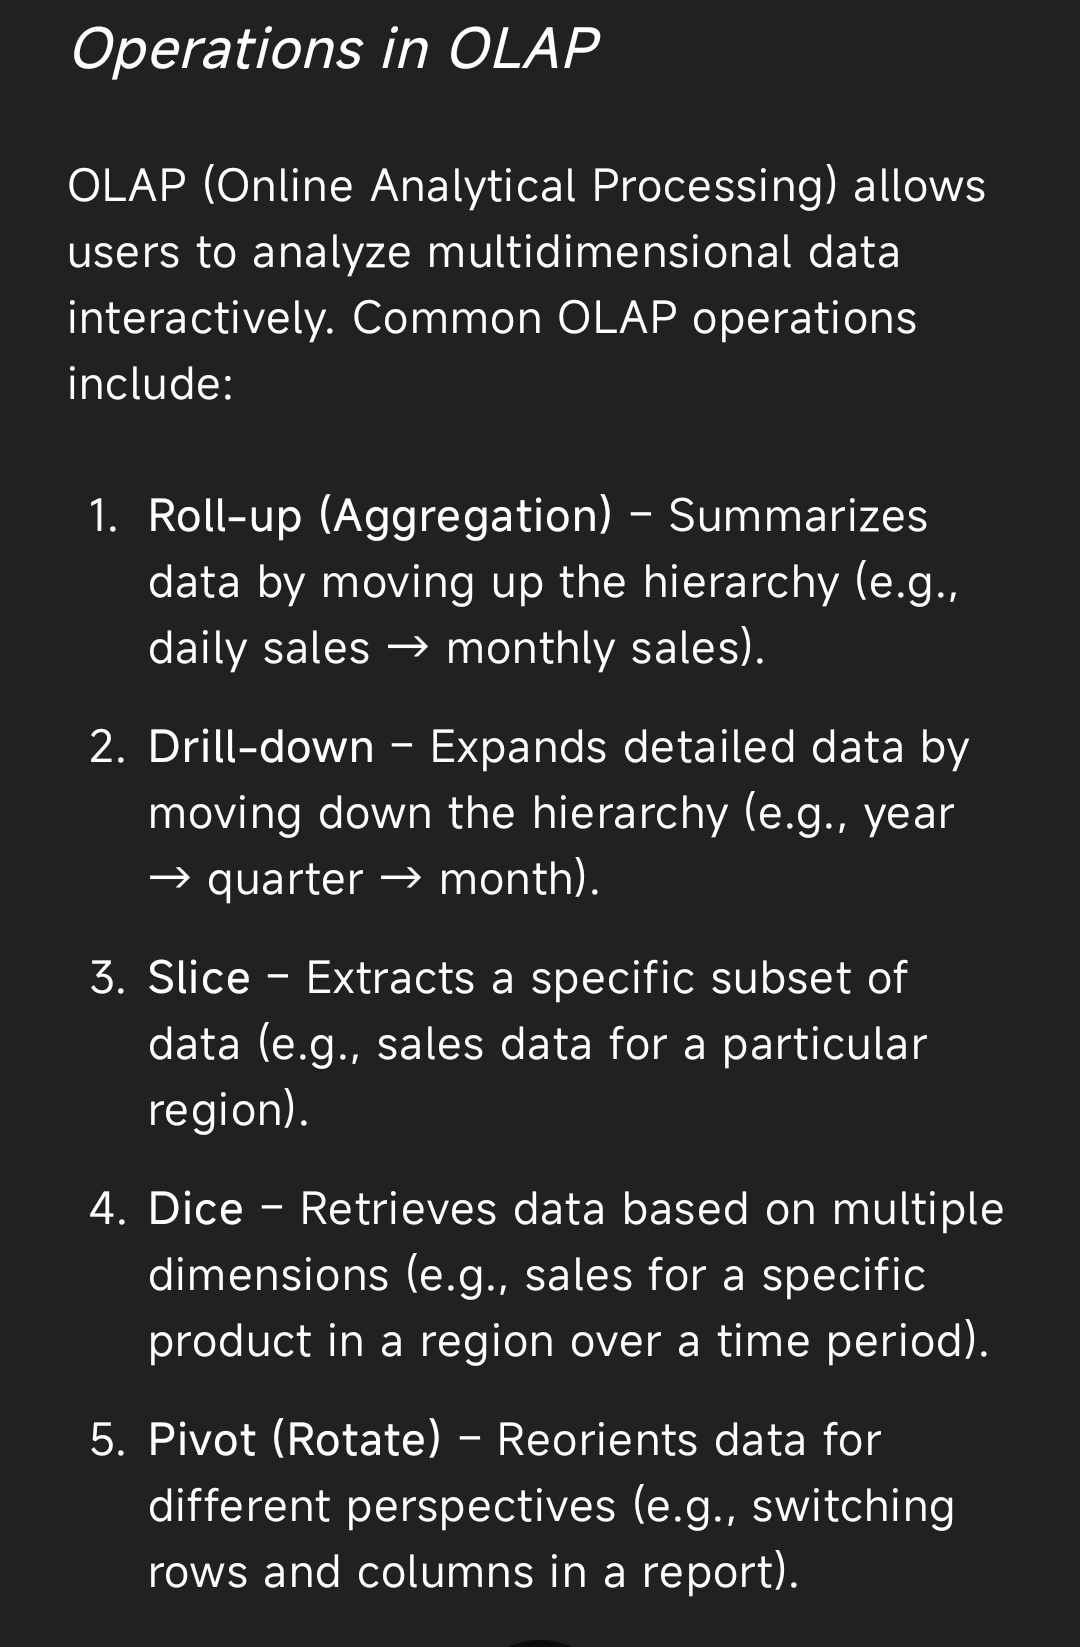 Operations in OLAP
OLAP (Online Analytical Processing) allows
users to analyze multidimensional data
interactively. Common OLAP operations
include:
1. Roll-up (Aggregation) – Summarizes
data by moving up the hierarchy (e.g.,
daily sales → monthly sales).
2. Drill-down – Expands detailed data by
moving down the hierarchy (e.g., year
→ quarter → month).
3. Slice – Extracts a specific subset of
data (e.g., sales data for a particular
region).
4. Dice – Retrieves data based on multiple
dimensions (e.g., sales for a specific
product in a region over a time period).
5. Pivot (Rotate) – Reorients data for
different perspectives (e.g., switching
rows and columns in a report).